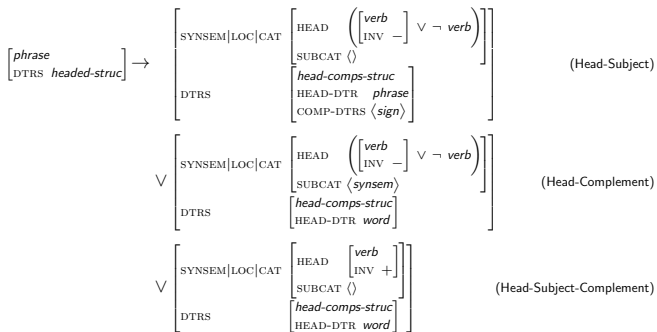 [phrase DTRS headed-struc] → [SYNSEM|LOC|CAT [HEAD ([verb INV −] ∨ ¬ verb) SUBCAT ⟨⟩] DTRS [head-comps-struc HEAD-DTR phrase COMP-DTRS ⟨sign⟩]] (Head-Subject)
∨ [SYNSEM|LOC|CAT [HEAD ([verb INV −] ∨ ¬ verb) SUBCAT ⟨synsem⟩] DTRS [head-comps-struc HEAD-DTR word]] (Head-Complement)
∨ [SYNSEM|LOC|CAT [HEAD [verb INV +] SUBCAT ⟨⟩] DTRS [head-comps-struc HEAD-DTR word]] (Head-Subject-Complement)